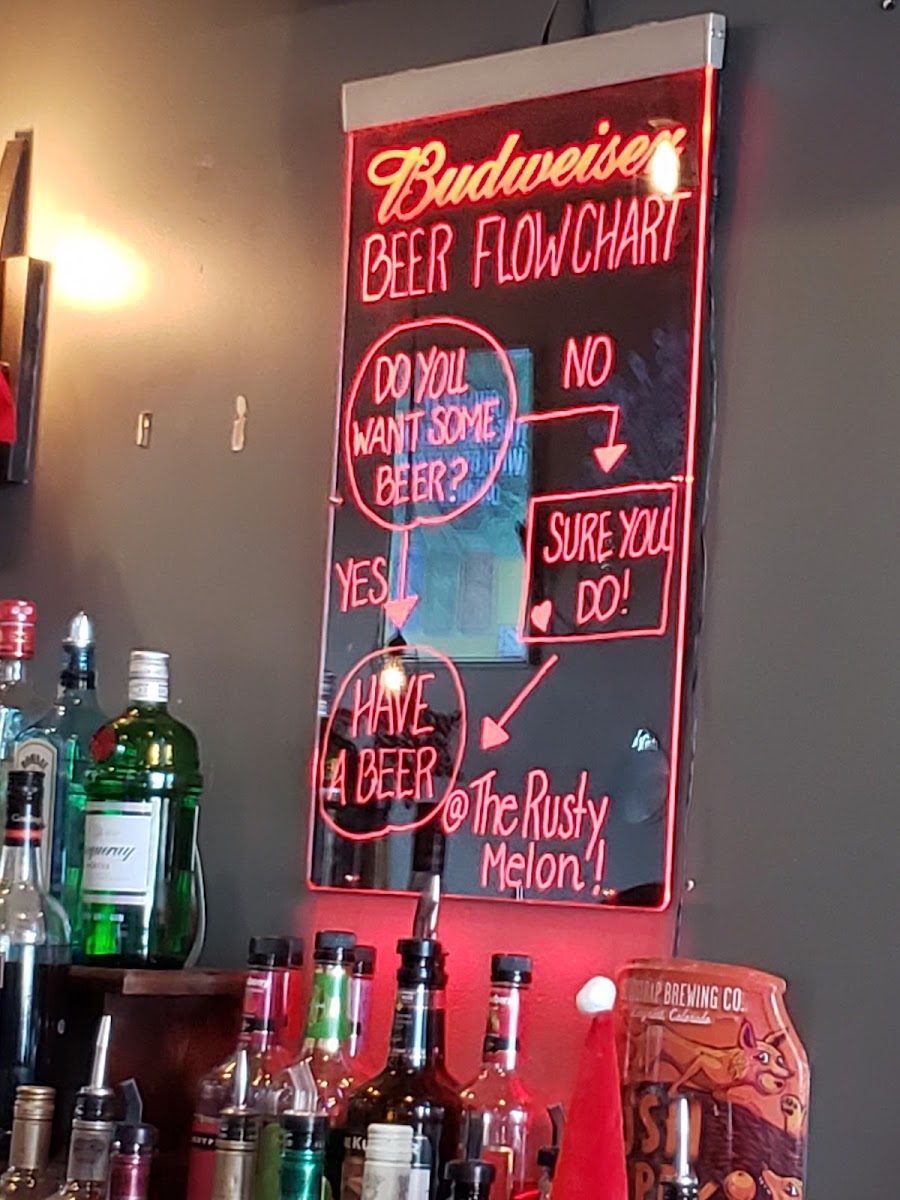 Budweiser
BEER FLOWCHART
DO YOU
WANT SOME
BEER?
NO
SURE YOU
DO!
YES
HAVE
A BEER
@ The Rusty
Melon!
BREWING CO.
Colorado